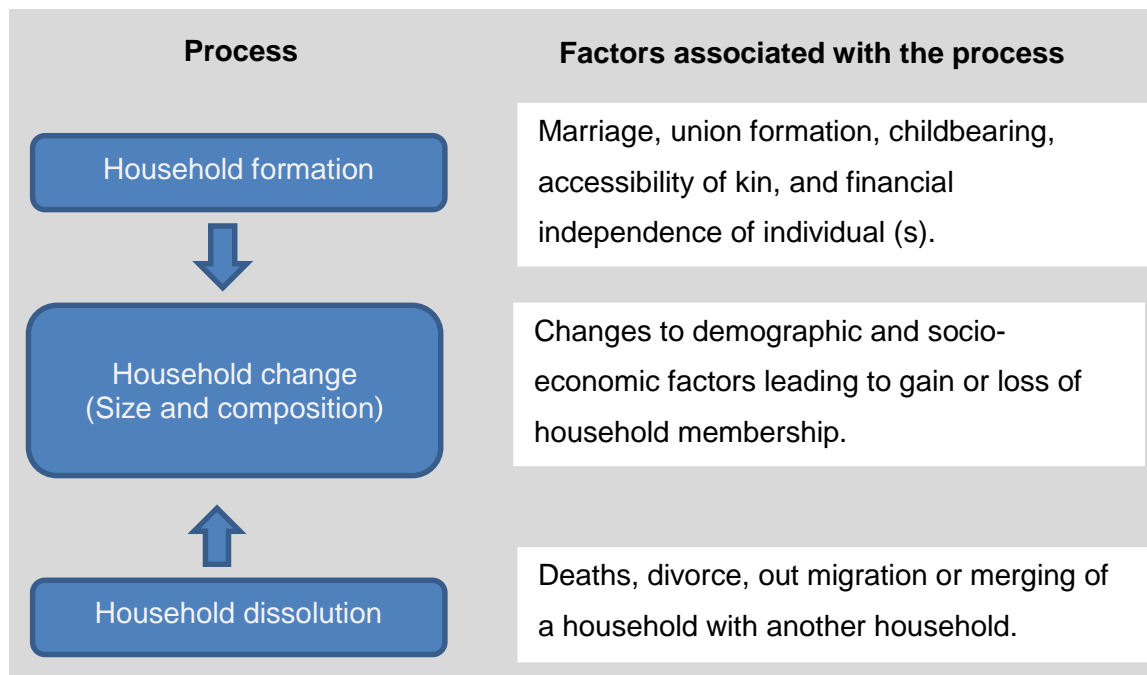 Process
Factors associated with the process
Household formation
Marriage, union formation, childbearing,
accessibility of kin, and financial
independence of individual (s).
Household change
(Size and composition)
Changes to demographic and socio-
economic factors leading to gain or loss of
household membership.
Household dissolution
Deaths, divorce, out migration or merging of
a household with another household.